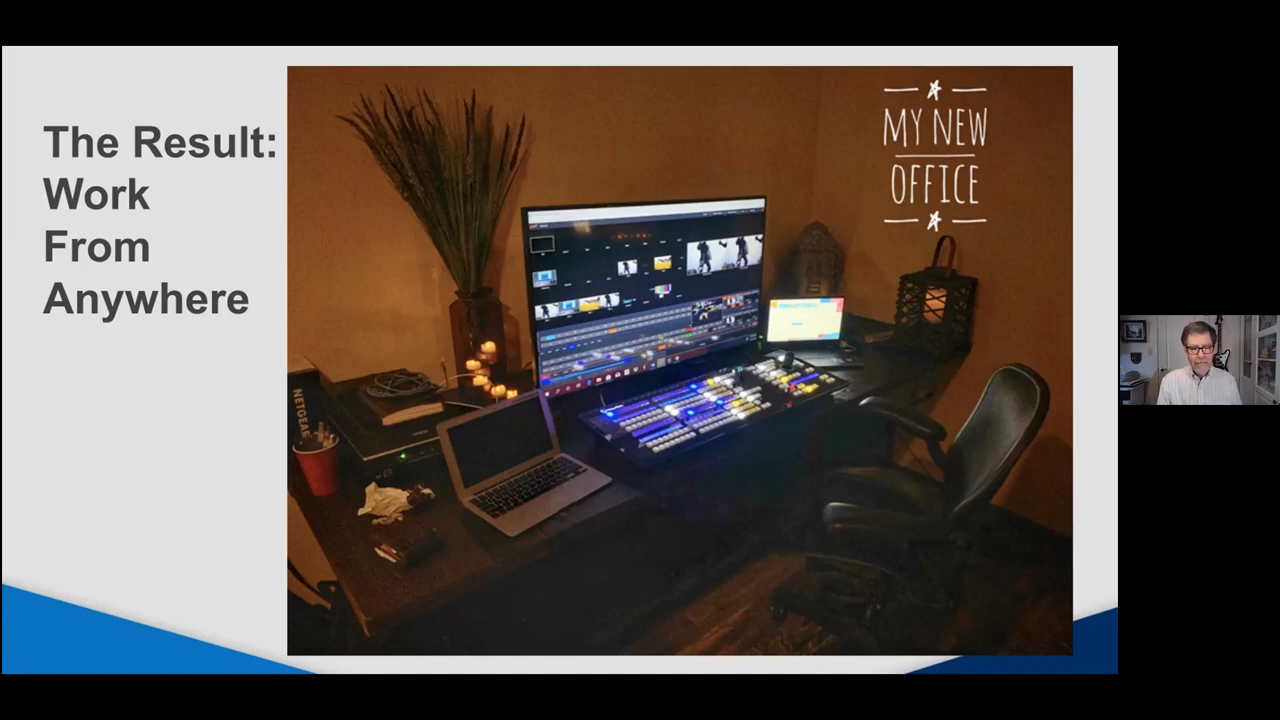 The Result:
Work
From
Anywhere
MY NEW
OFFICE
NETGEAR